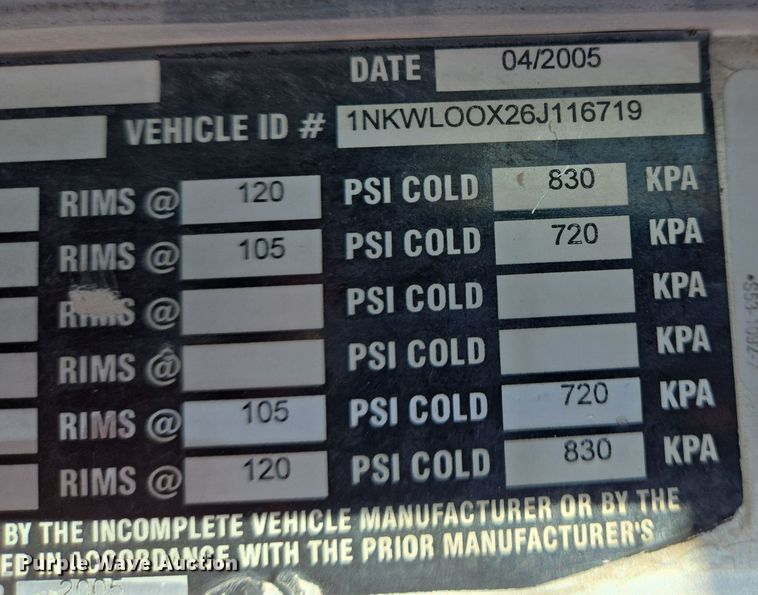 DATE 04/2005
VEHICLE ID # 1NKWLOOX26J116719
RIMS @ 120 PSI COLD 830 KPA
RIMS @ 105 PSI COLD 720 KPA
RIMS @ PSI COLD KPA
RIMS @ PSI COLD KPA
RIMS @ 105 PSI COLD 720 KPA
RIMS @ 120 PSI COLD 830 KPA
BY THE INCOMPLETE VEHICLE MANUFACTURER OR BY THE
ED IN ACCORDANCE WITH THE PRIOR MANUFACTURER'S
Purple Wave Auction
2005